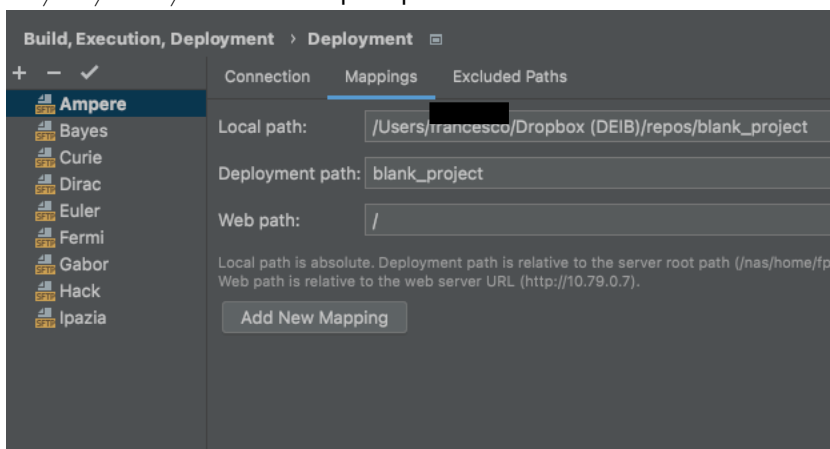 Build, Execution, Deployment › Deployment
Connection Mappings Excluded Paths
Ampere
Bayes
Curie
Dirac
Euler
Fermi
Gabor
Hack
Ipazia
Local path: /Users/ /Dropbox (DEIB)/repos/blank_project
Deployment path: blank_project
Web path: /
Local path is absolute. Deployment path is relative to the server root path (/nas/home/fp
Web path is relative to the web server URL (http://10.79.0.7).
Add New Mapping